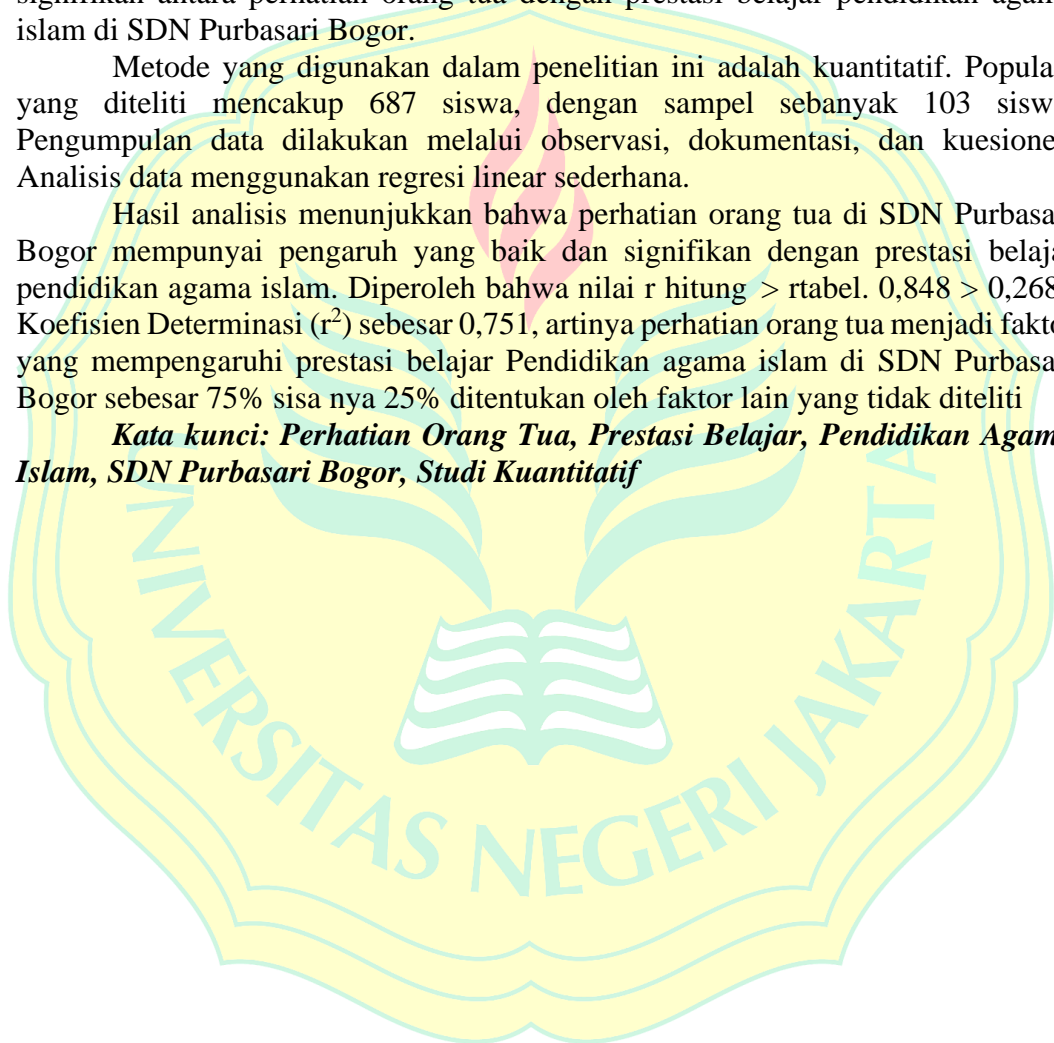 signifikan antara perhatian orang tua dengan prestasi belajar pendidikan agam
islam di SDN Purbasari Bogor.
Metode yang digunakan dalam penelitian ini adalah kuantitatif. Popula
yang diteliti mencakup 687 siswa, dengan sampel sebanyak 103 sisw
Pengumpulan data dilakukan melalui observasi, dokumentasi, dan kuesione
Analisis data menggunakan regresi linear sederhana.
Hasil analisis menunjukkan bahwa perhatian orang tua di SDN Purbasa
Bogor mempunyai pengaruh yang baik dan signifikan dengan prestasi belaja
pendidikan agama islam. Diperoleh bahwa nilai r hitung > rtabel. 0,848 > 0,268
Koefisien Determinasi (r²) sebesar 0,751, artinya perhatian orang tua menjadi fakto
yang mempengaruhi prestasi belajar Pendidikan agama islam di SDN Purbasa
Bogor sebesar 75% sisa nya 25% ditentukan oleh faktor lain yang tidak diteliti
Kata kunci: Perhatian Orang Tua, Prestasi Belajar, Pendidikan Agam
Islam, SDN Purbasari Bogor, Studi Kuantitatif
UNIVERSITAS NEGERI JAKARTA